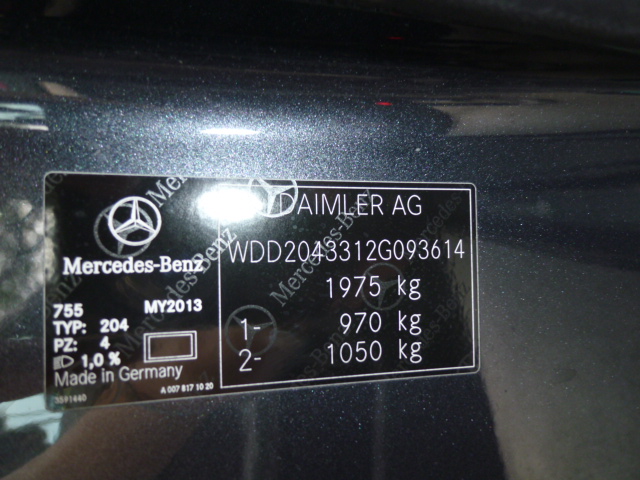 Mercedes-Benz
755 MY2013
TYP: 204
PZ: 4
1,0 %
Made in Germany
A 007 817 10 20
3591440
DAIMLER AG
WDD2043312G093614
1975 kg
1- 970 kg
2- 1050 kg